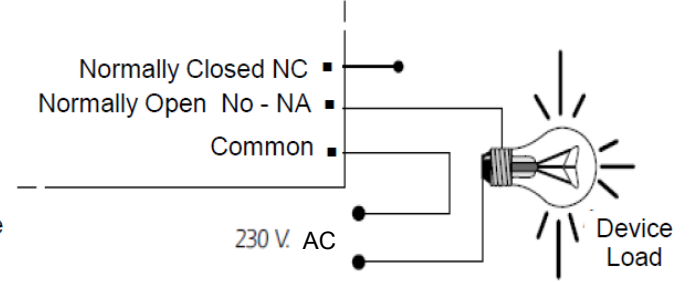 Normally Closed NC
Normally Open No - NA
Common
230 V. AC
Device
Load
e